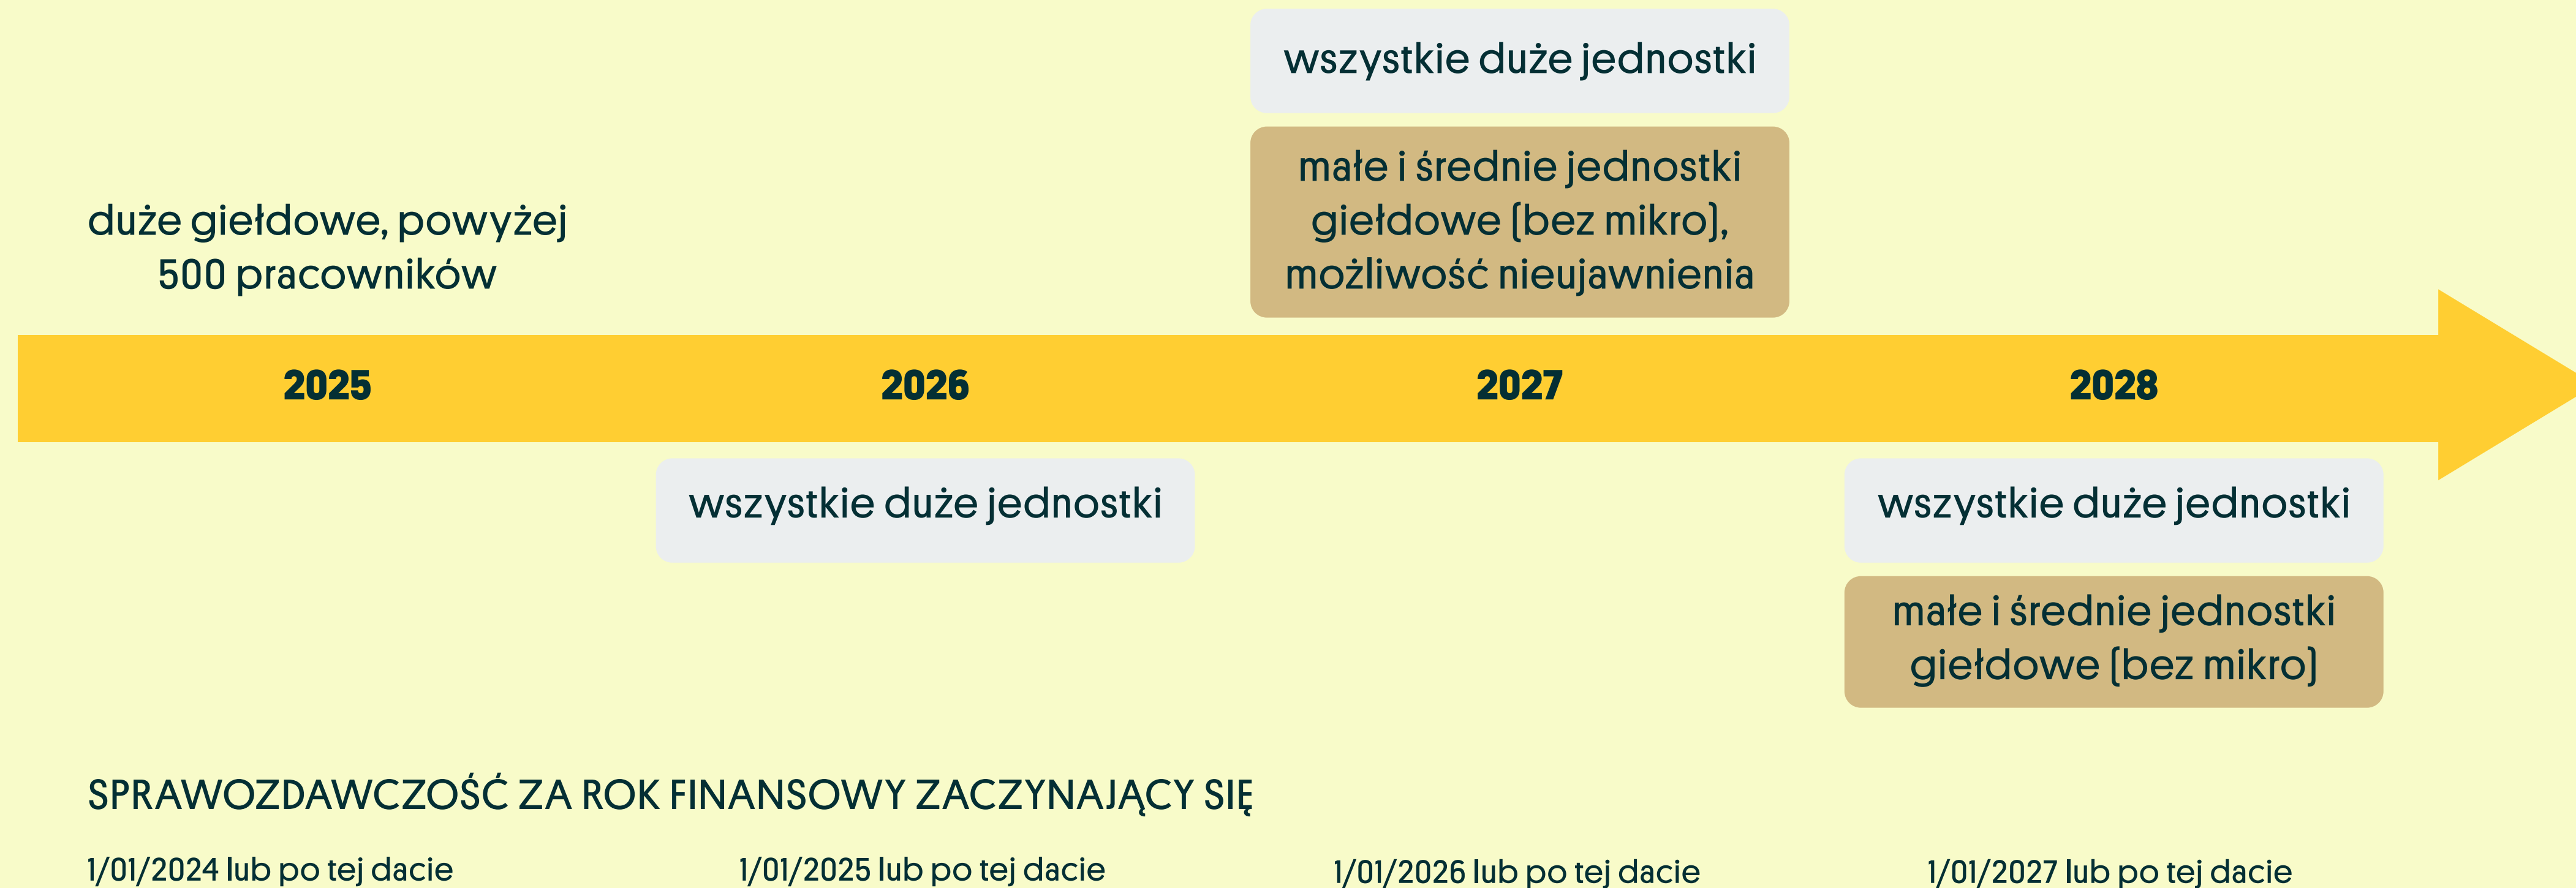 wszystkie duże jednostki
małe i średnie jednostki
giełdowe (bez mikro),
możliwość nieujawnienia
duże giełdowe, powyżej
500 pracowników
2025
2026
2027
2028
wszystkie duże jednostki
wszystkie duże jednostki
małe i średnie jednostki
giełdowe (bez mikro)
SPRAWOZDAWCZOŚĆ ZA ROK FINANSOWY ZACZYNAJĄCY SIĘ
1/01/2024 lub po tej dacie
1/01/2025 lub po tej dacie
1/01/2026 lub po tej dacie
1/01/2027 lub po tej dacie